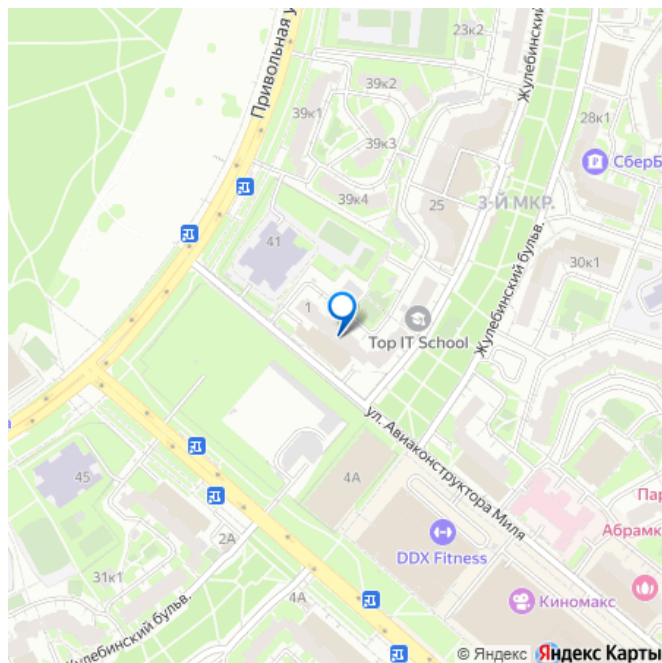 23к2
Привольная у
Жулебинский
39к2
39к1
28к1
39к3
СберБ
39к4
25
3-Й МКР.
41
30к1
Жулебинский бульв.
1
Top IT School
ул. Авиаконструктора Миля
45
4А
Пар
Абрамк
2А
DDX Fitness
31к1
4А
Киномакс
улебинский бульв.
© Яндекс Яндекс Карты